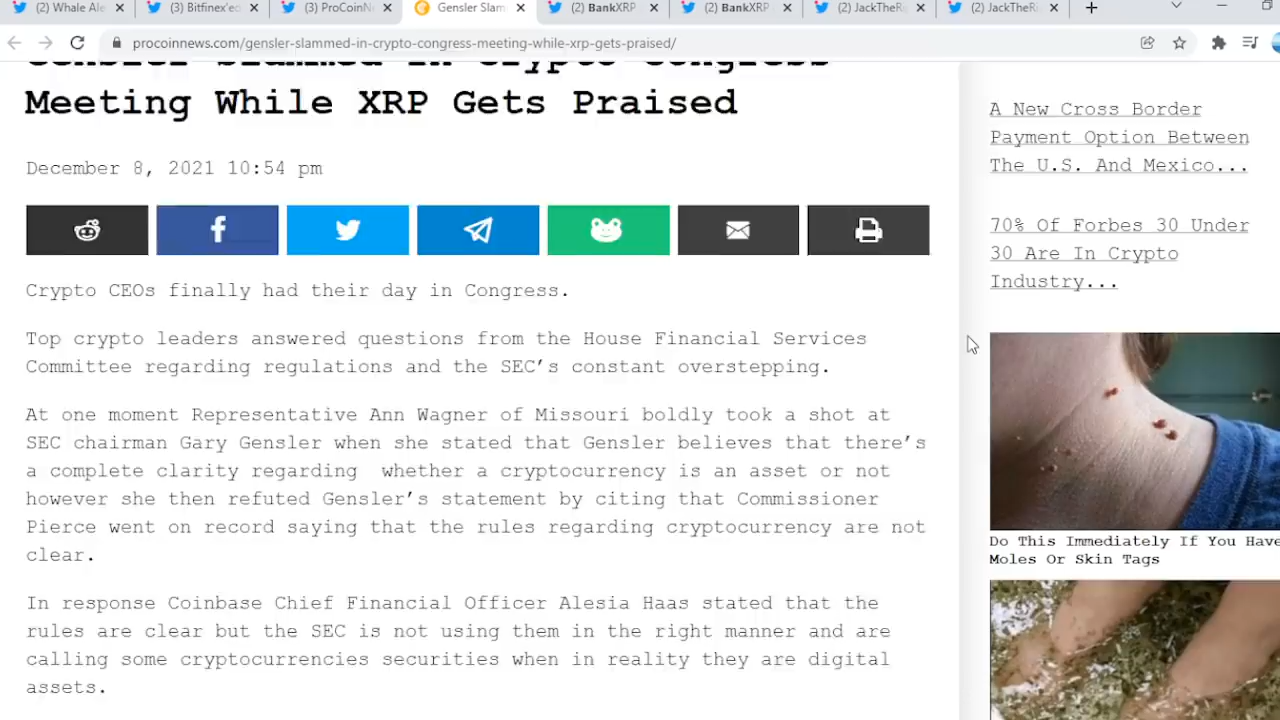 (2) Whale Ale
(3) Bitfinex'ed
(3) ProCoinNe
Gensler Slam
(2) BankXRP
(2) BankXRP
(2) JackTheRi
(2) JackTheRi
procoinnews.com/gensler-slammed-in-crypto-congress-meeting-while-xrp-gets-praised/
Gensler Slammed In Crypto Congress
Meeting While XRP Gets Praised
December 8, 2021 10:54 pm
Crypto CEOs finally had their day in Congress.
Top crypto leaders answered questions from the House Financial Services
Committee regarding regulations and the SEC’s constant overstepping.
At one moment Representative Ann Wagner of Missouri boldly took a shot at
SEC chairman Gary Gensler when she stated that Gensler believes that there’s
a complete clarity regarding  whether a cryptocurrency is an asset or not
however she then refuted Gensler’s statement by citing that Commissioner
Pierce went on record saying that the rules regarding cryptocurrency are not
clear.
In response Coinbase Chief Financial Officer Alesia Haas stated that the
rules are clear but the SEC is not using them in the right manner and are
calling some cryptocurrencies securities when in reality they are digital
assets.
A New Cross Border
Payment Option Between
The U.S. And Mexico...
70% Of Forbes 30 Under
30 Are In Crypto
Industry...
Do This Immediately If You Have
Moles Or Skin Tags